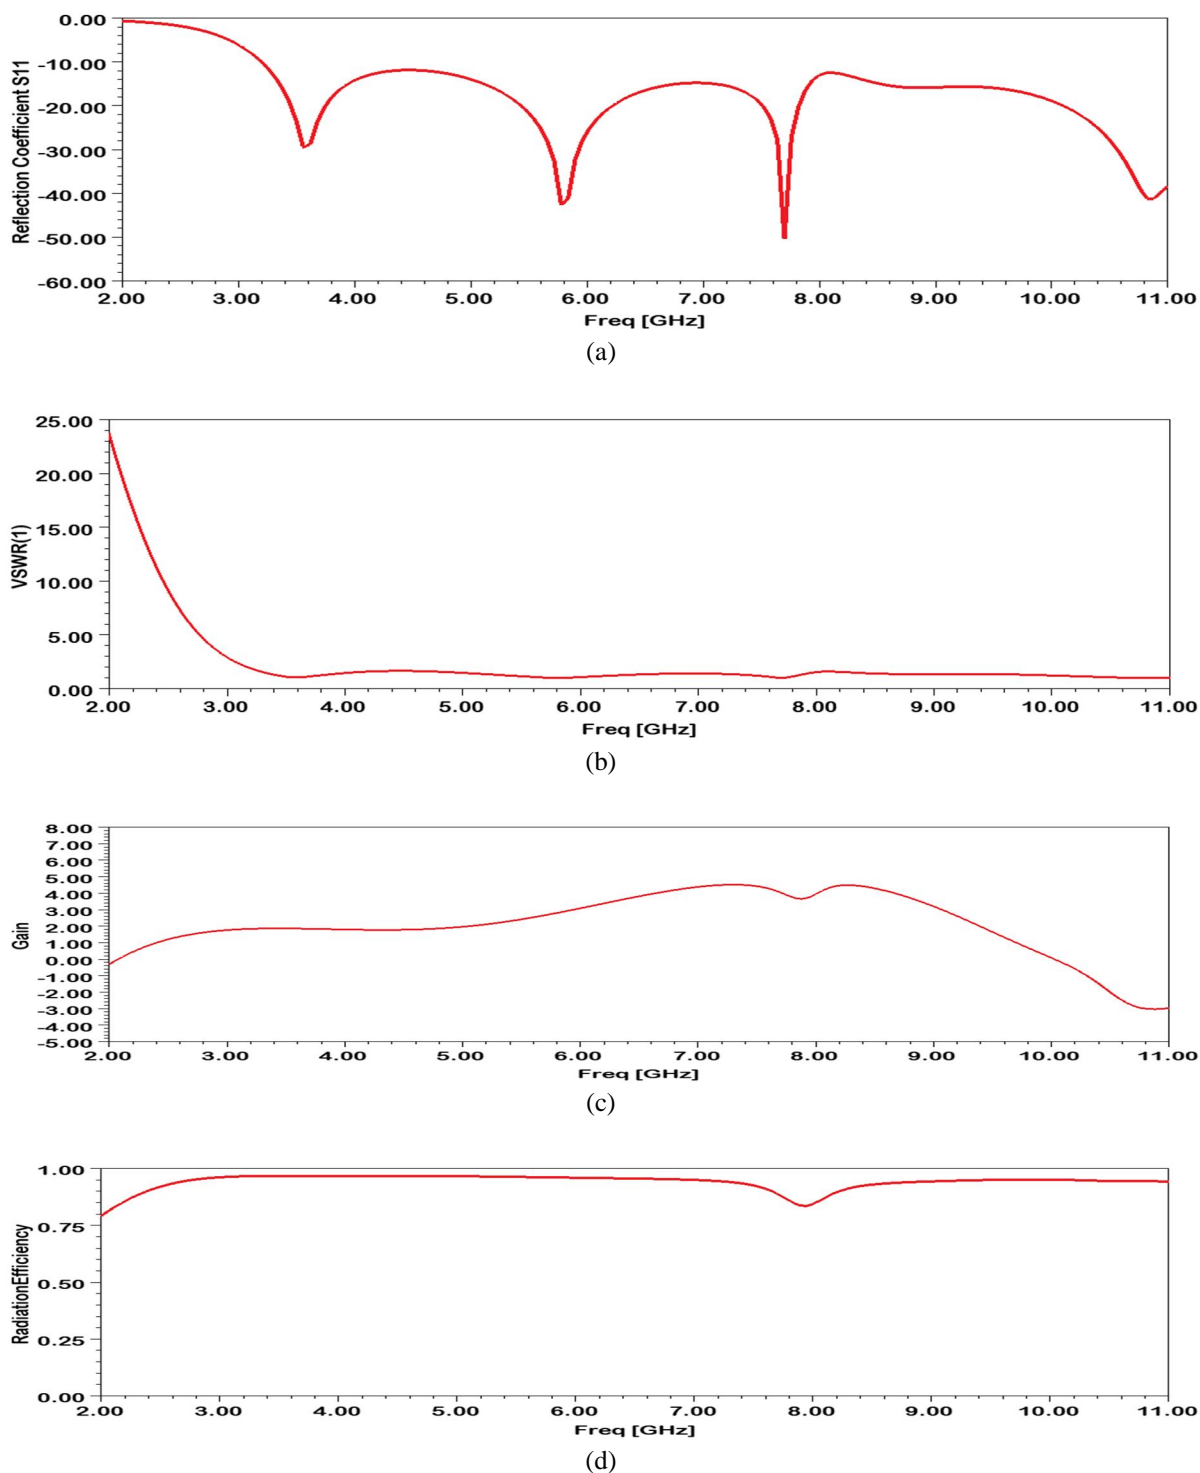 0.00
-10.00
-20.00
-30.00
-40.00
-50.00
-60.00
Reflection Coefficient S11
2.00 3.00 4.00 5.00 6.00 7.00 8.00 9.00 10.00 11.00
Freq [GHz]
(a)
25.00
20.00
15.00
10.00
5.00
0.00
VSWR(1)
2.00 3.00 4.00 5.00 6.00 7.00 8.00 9.00 10.00 11.00
Freq [GHz]
(b)
8.00
7.00
6.00
5.00
4.00
3.00
2.00
1.00
0.00
-1.00
-2.00
-3.00
-4.00
-5.00
Gain
2.00 3.00 4.00 5.00 6.00 7.00 8.00 9.00 10.00 11.00
Freq [GHz]
(c)
1.00
0.75
0.50
0.25
0.00
RadiationEfficiency
2.00 3.00 4.00 5.00 6.00 7.00 8.00 9.00 10.00 11.00
Freq [GHz]
(d)